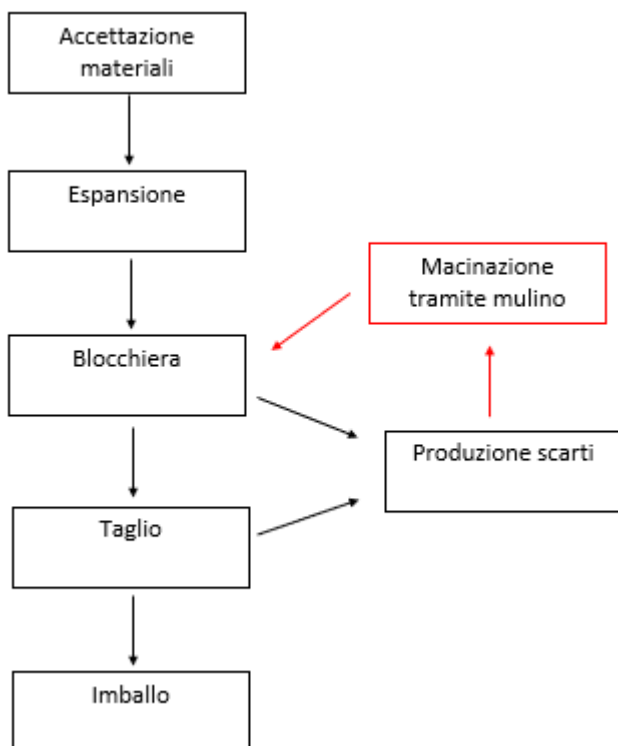 Accettazione
materiali
Espansione
Macinazione
tramite mulino
Blocchiera
Produzione scarti
Taglio
Imballo